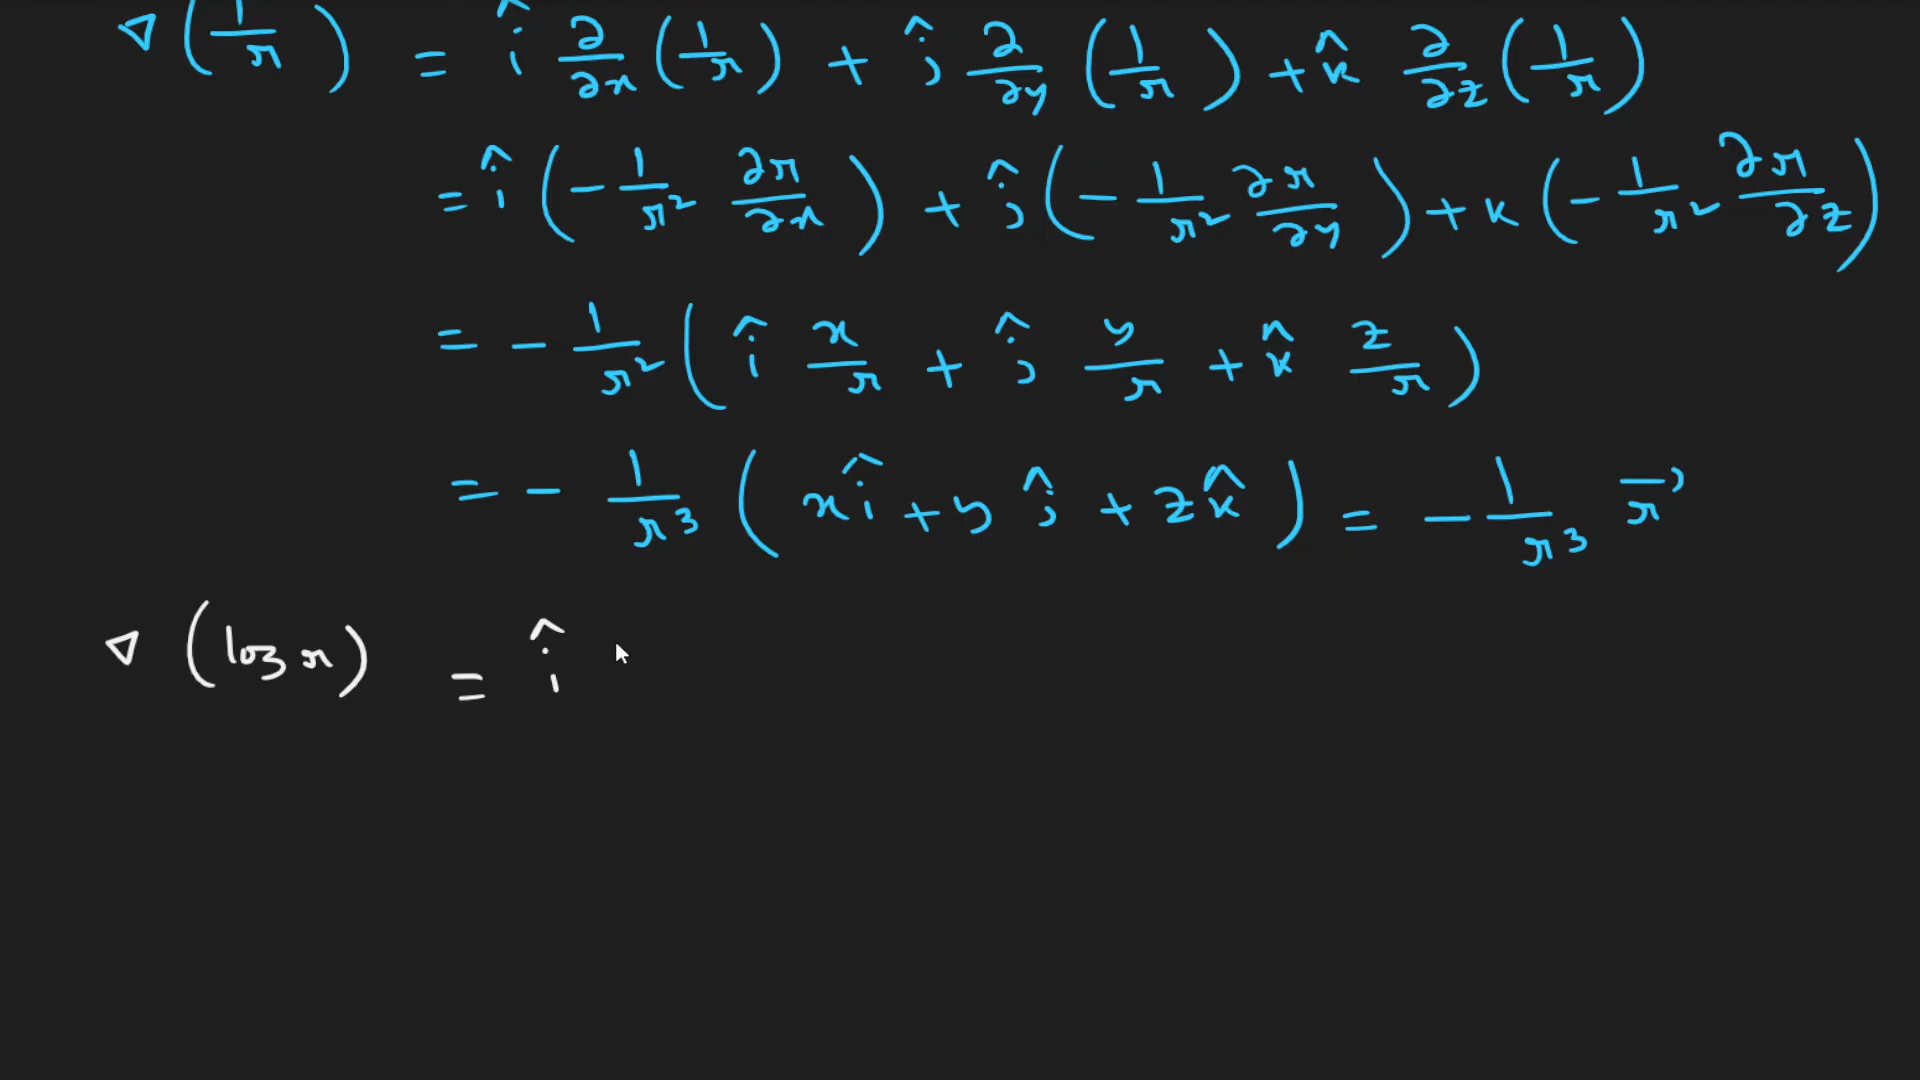 ∇(1/r) = î ∂/∂x (1/r) + ĵ ∂/∂y (1/r) + k̂ ∂/∂z (1/r)
= î (− 1/r² ∂r/∂x) + ĵ (− 1/r² ∂r/∂y) + k (− 1/r² ∂r/∂z)
= − 1/r² (î x/r + ĵ y/r + k̂ z/r)
= − 1/r³ (xî + yĵ + zk̂) = − 1/r³ r⃗
∇(log r) = î